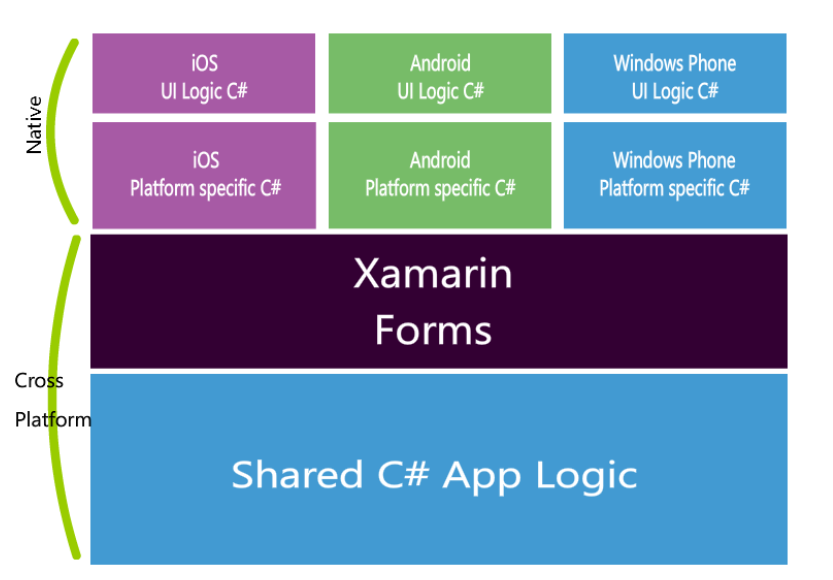 Native
iOS
UI Logic C#
Android
UI Logic C#
Windows Phone
UI Logic C#
iOS
Platform specific C#
Android
Platform specific C#
Windows Phone
Platform specific C#
Cross
Platform
Xamarin
Forms
Shared C# App Logic